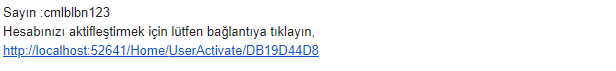 Sayın :cmlblbn123
Hesabınızı aktifleştirmek için lütfen bağlantıya tıklayın,
http://localhost:52641/Home/UserActivate/DB19D44D8